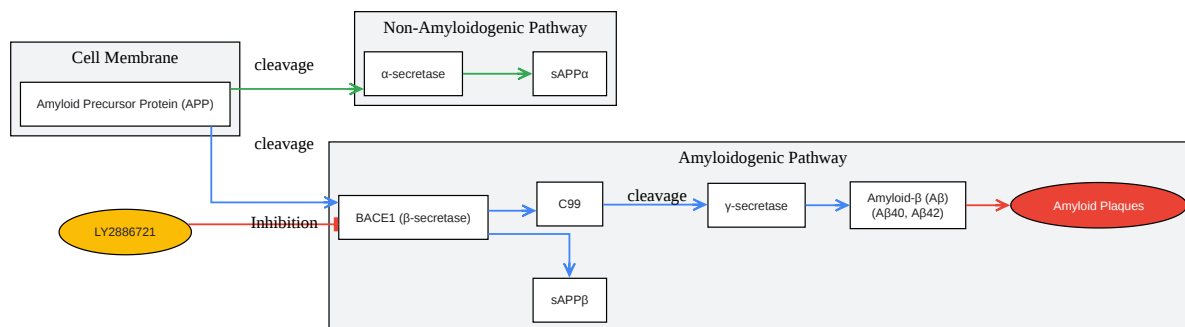 Non-Amyloidogenic Pathway
Cell Membrane
cleavage
α-secretase
sAPPα
Amyloid Precursor Protein (APP)
cleavage
Amyloidogenic Pathway
C99
cleavage
γ-secretase
Amyloid-β (Aβ)
(Aβ40, Aβ42)
Amyloid Plaques
BACE1 (β-secretase)
Inhibition
LY2886721
sAPPβ